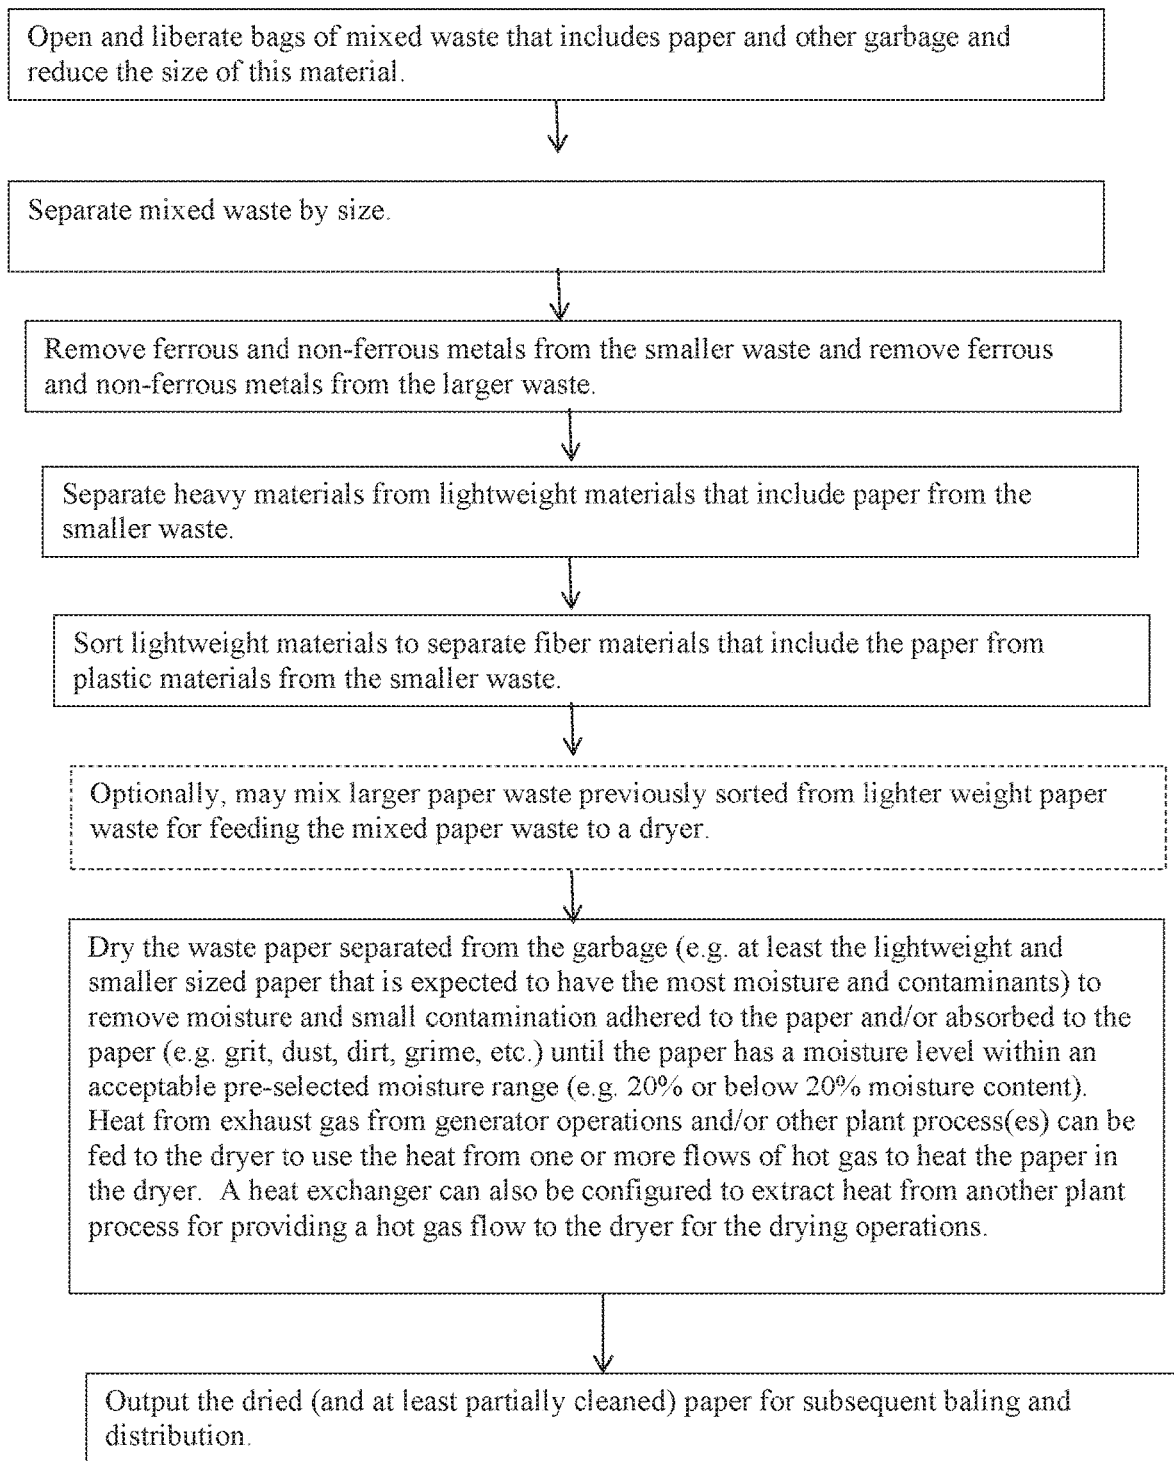 Open and liberate bags of mixed waste that includes paper and other garbage and
reduce the size of this material.
Separate mixed waste by size.
Remove ferrous and non-ferrous metals from the smaller waste and remove ferrous
and non-ferrous metals from the larger waste.
Separate heavy materials from lightweight materials that include paper from the
smaller waste.
Sort lightweight materials to separate fiber materials that include the paper from
plastic materials from the smaller waste.
Optionally, may mix larger paper waste previously sorted from lighter weight paper
waste for feeding the mixed paper waste to a dryer.
Dry the waste paper separated from the garbage (e.g. at least the lightweight and
smaller sized paper that is expected to have the most moisture and contaminants) to
remove moisture and small contamination adhered to the paper and/or absorbed to the
paper (e.g. grit, dust, dirt, grime, etc.) until the paper has a moisture level within an
acceptable pre-selected moisture range (e.g. 20% or below 20% moisture content).
Heat from exhaust gas from generator operations and/or other plant process(es) can be
fed to the dryer to use the heat from one or more flows of hot gas to heat the paper in
the dryer.  A heat exchanger can also be configured to extract heat from another plant
process for providing a hot gas flow to the dryer for the drying operations.
Output the dried (and at least partially cleaned) paper for subsequent baling and
distribution.